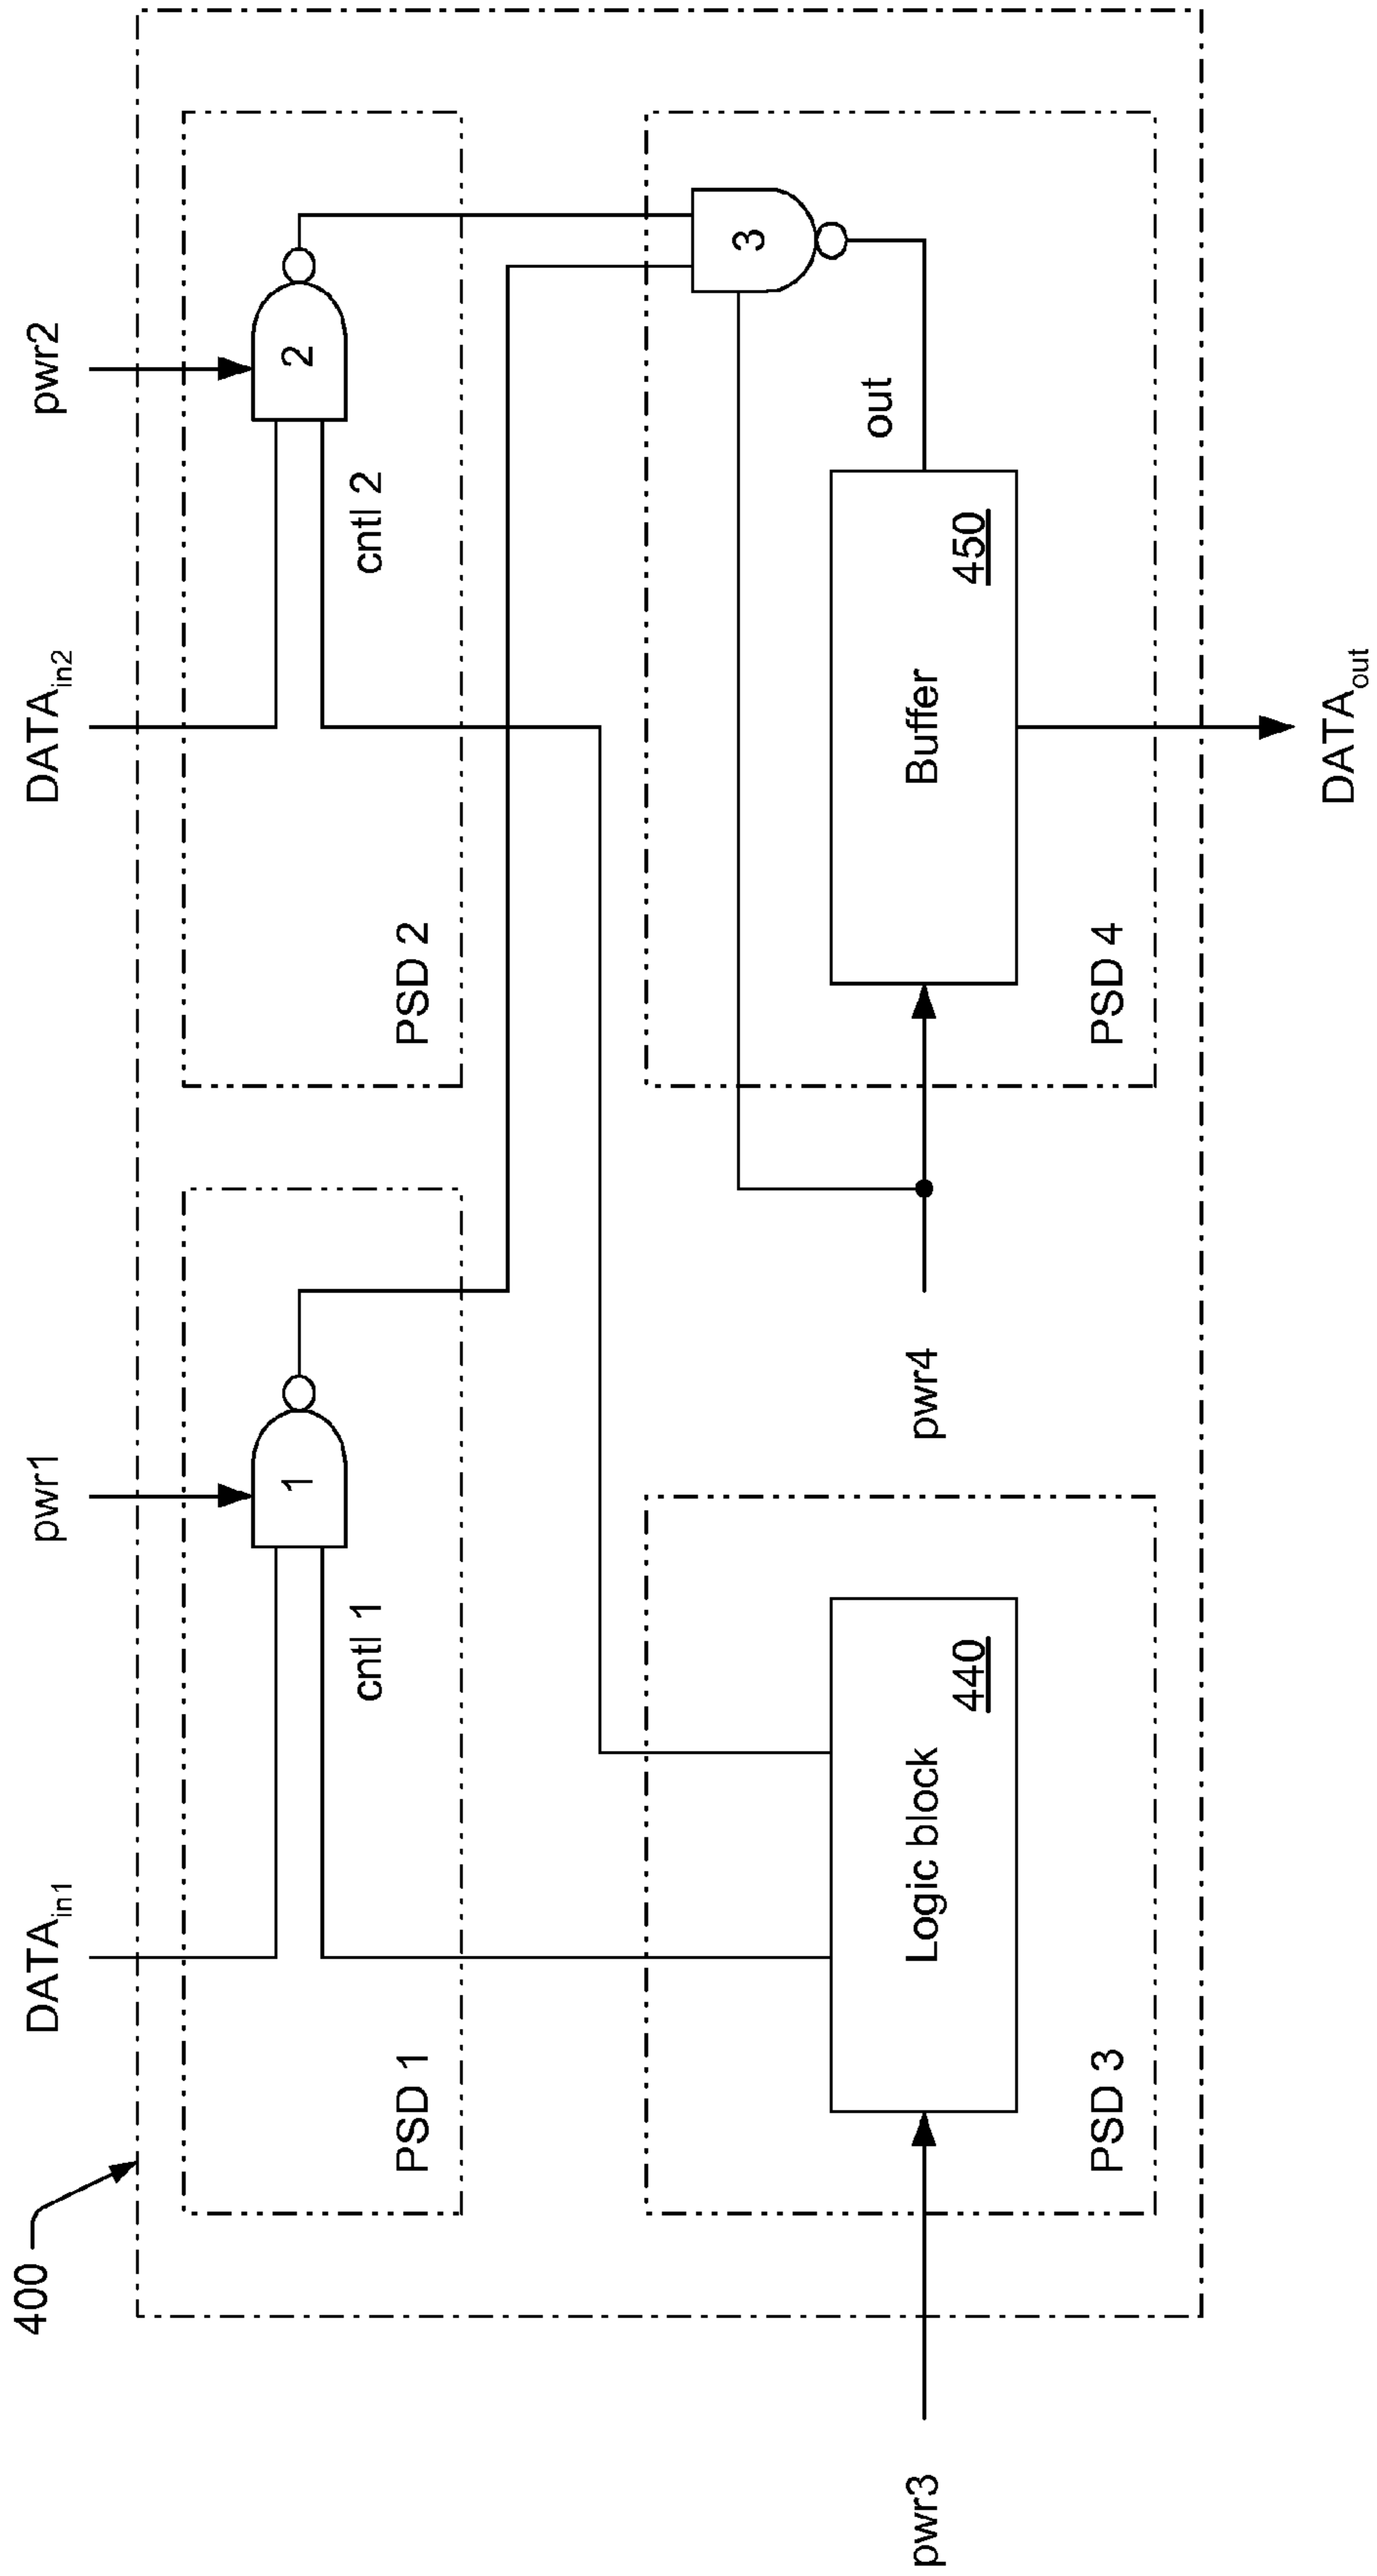 400
DATAin1
pwr1
DATAin2
pwr2
1
2
cntl 1
cntl 2
PSD 1
PSD 2
3
out
Logic block
440
Buffer
450
pwr3
pwr4
PSD 3
PSD 4
DATAout